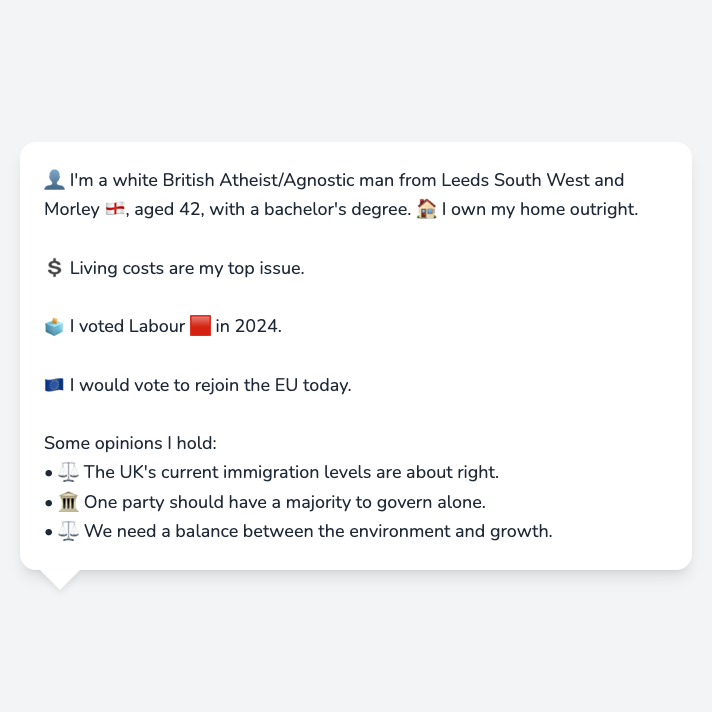 👤 I'm a white British Atheist/Agnostic man from Leeds South West and
Morley 🏴󠁧󠁢󠁥󠁮󠁧󠁿, aged 42, with a bachelor's degree. 🏠 I own my home outright.
💲 Living costs are my top issue.
🗳️ I voted Labour 🟥 in 2024.
🇪🇺 I would vote to rejoin the EU today.
Some opinions I hold:
• ⚖️ The UK's current immigration levels are about right.
• 🏛️ One party should have a majority to govern alone.
• ⚖️ We need a balance between the environment and growth.